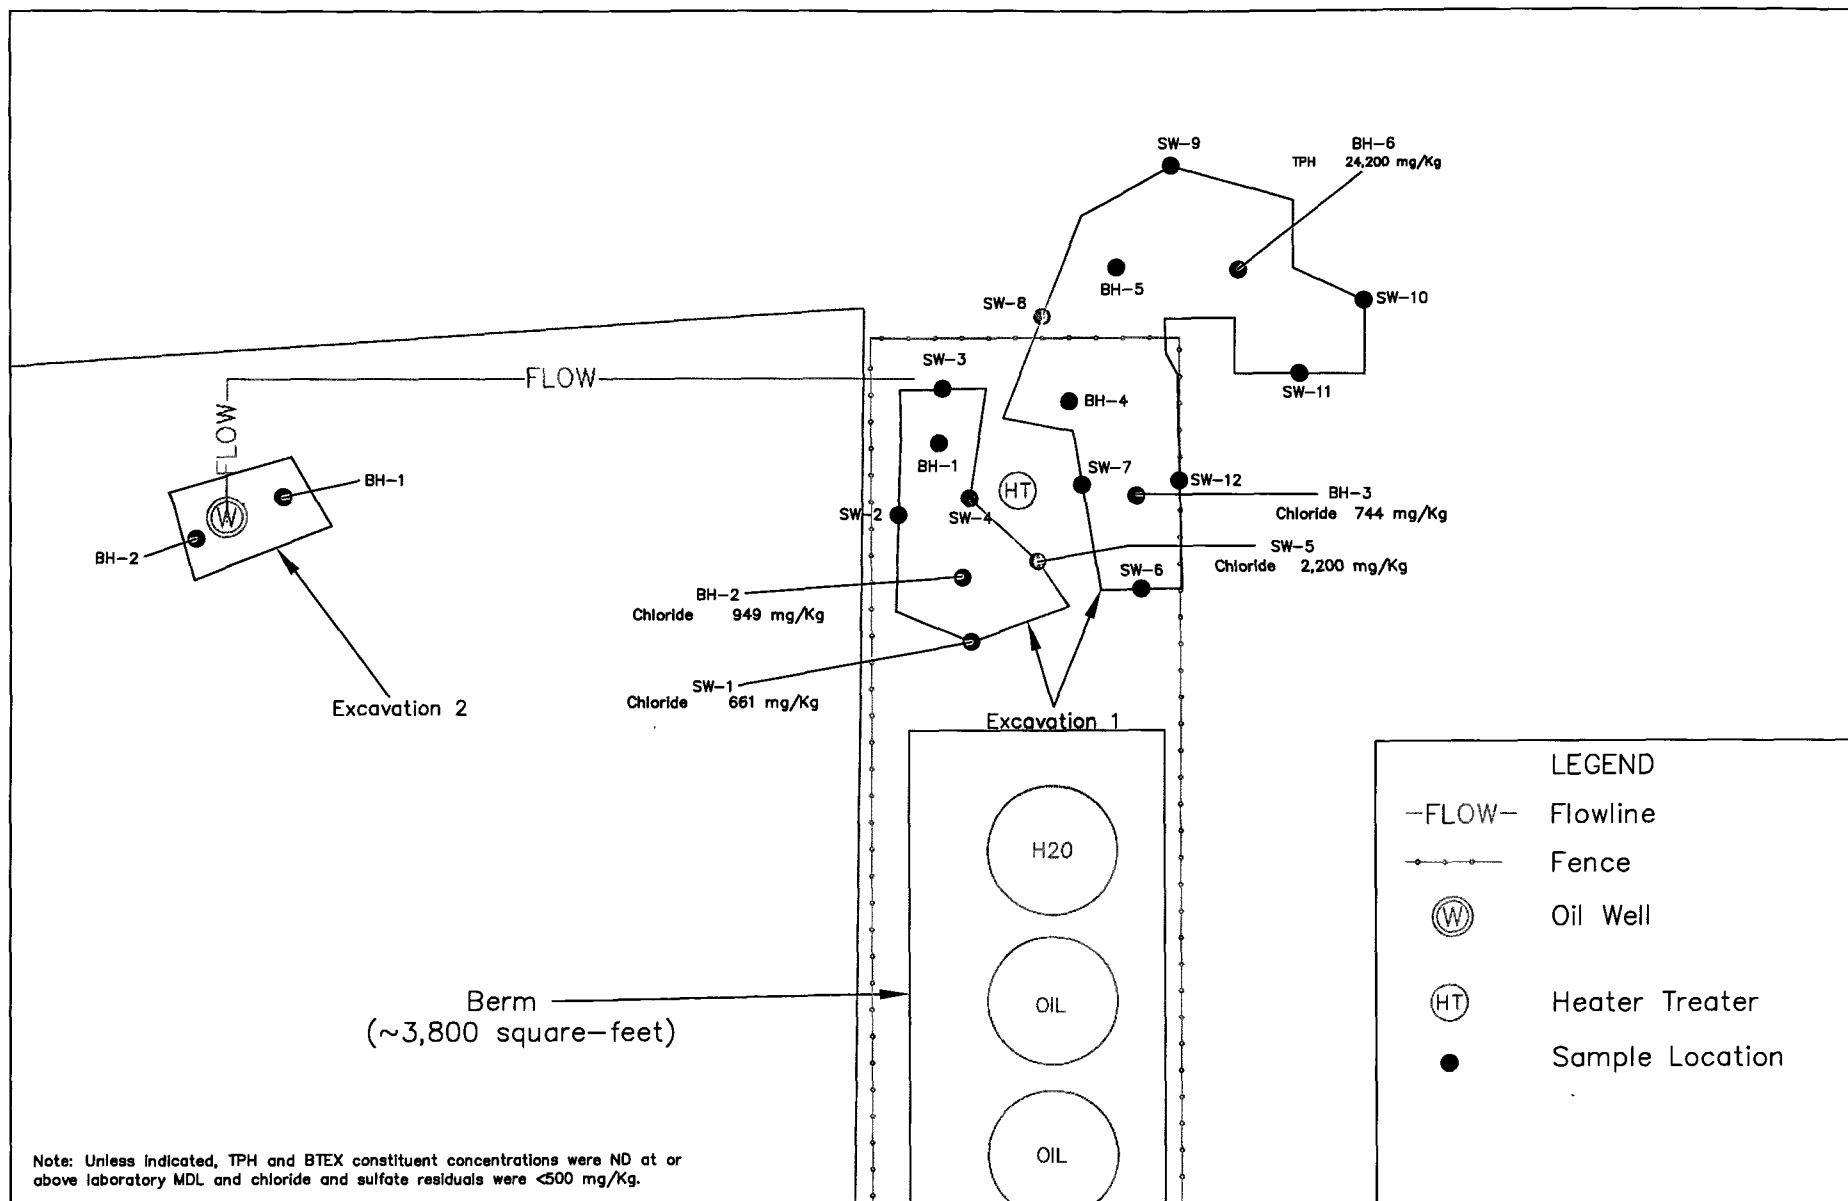 SW-9
BH-6
TPH 24,200 mg/Kg
BH-5
SW-8
SW-10
SW-3
FLOW
SW-11
BH-4
FLOW
BH-1
SW-7
SW-12
BH-1
HT
BH-3
Chloride 744 mg/Kg
W
SW-2
SW-4
BH-2
SW-5
Chloride 2,200 mg/Kg
SW-6
BH-2
Chloride 949 mg/Kg
SW-1
Chloride 661 mg/Kg
Excavation 2
Excavation 1
LEGEND
-FLOW- Flowline
Fence
W Oil Well
HT Heater Treater
Sample Location
H20
OIL
OIL
Berm
(~3,800 square-feet)
Note: Unless indicated, TPH and BTEX constituent concentrations were ND at or
above laboratory MDL and chloride and sulfate residuals were <500 mg/Kg.